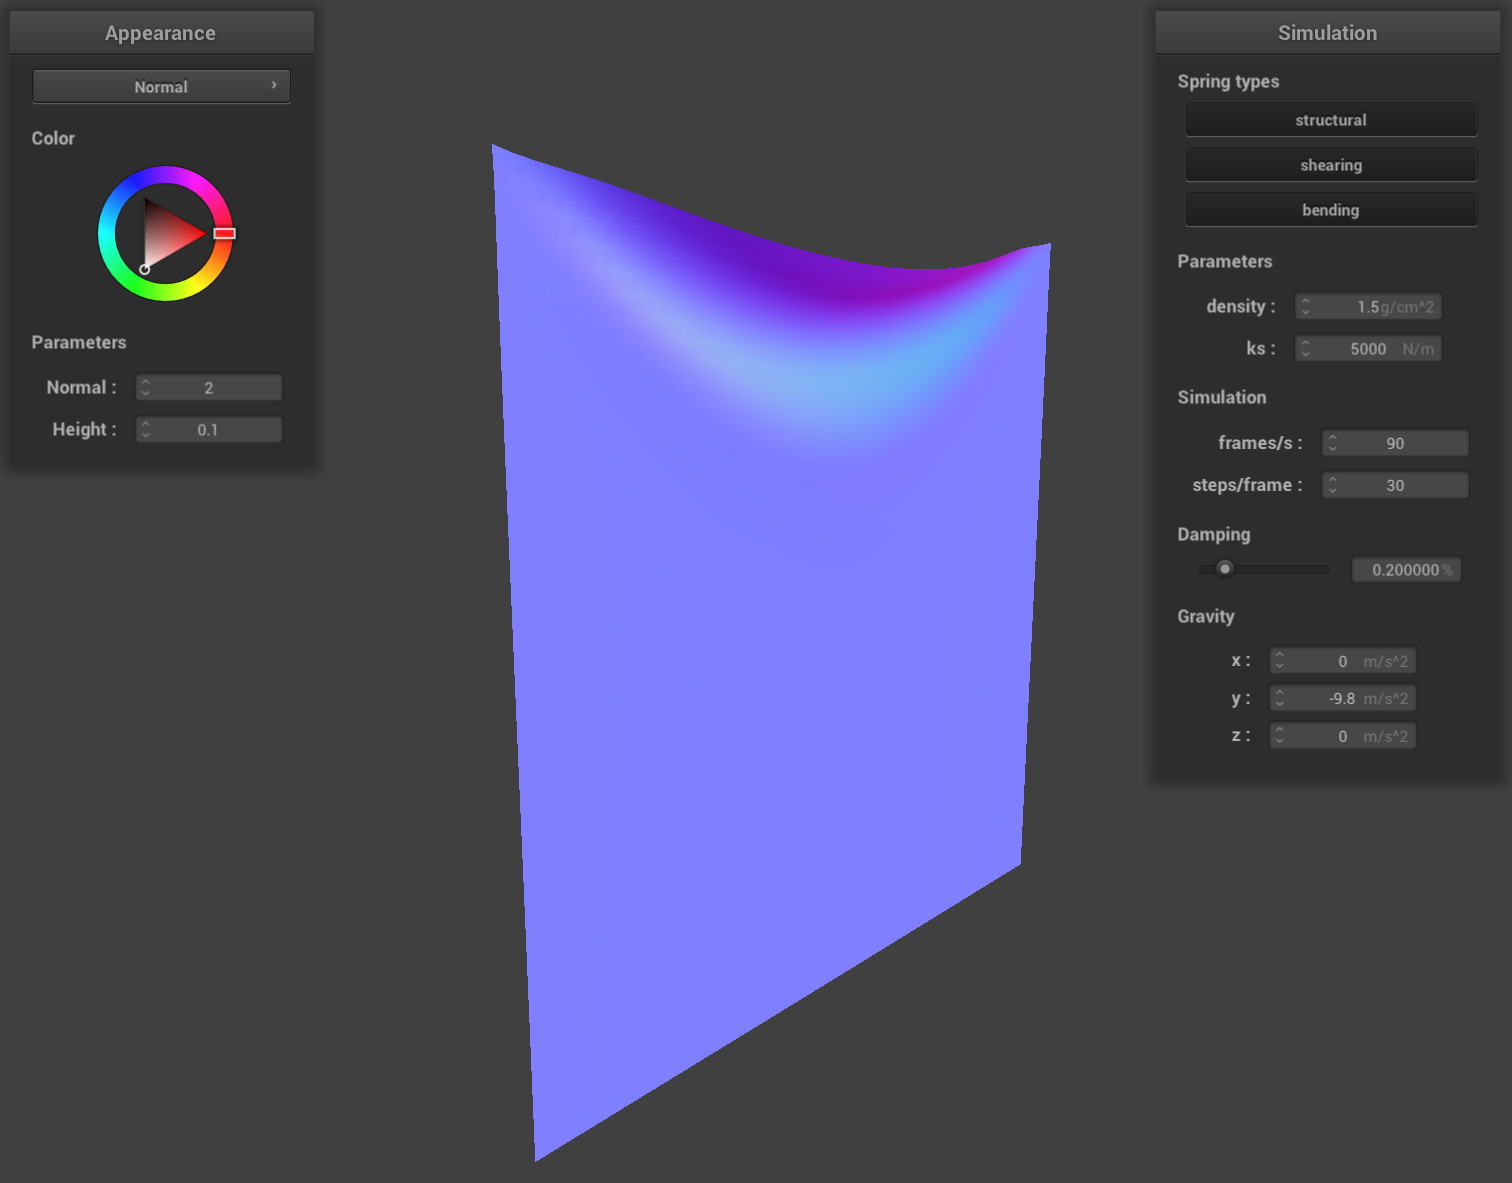 Appearance
Normal
Color
Parameters
Normal : 2
Height : 0.1
Simulation
Spring types
structural
shearing
bending
Parameters
density : 1.5 g/cm^2
ks : 5000 N/m
Simulation
frames/s : 90
steps/frame : 30
Damping
0.200000 %
Gravity
x : 0 m/s^2
y : -9.8 m/s^2
z : 0 m/s^2